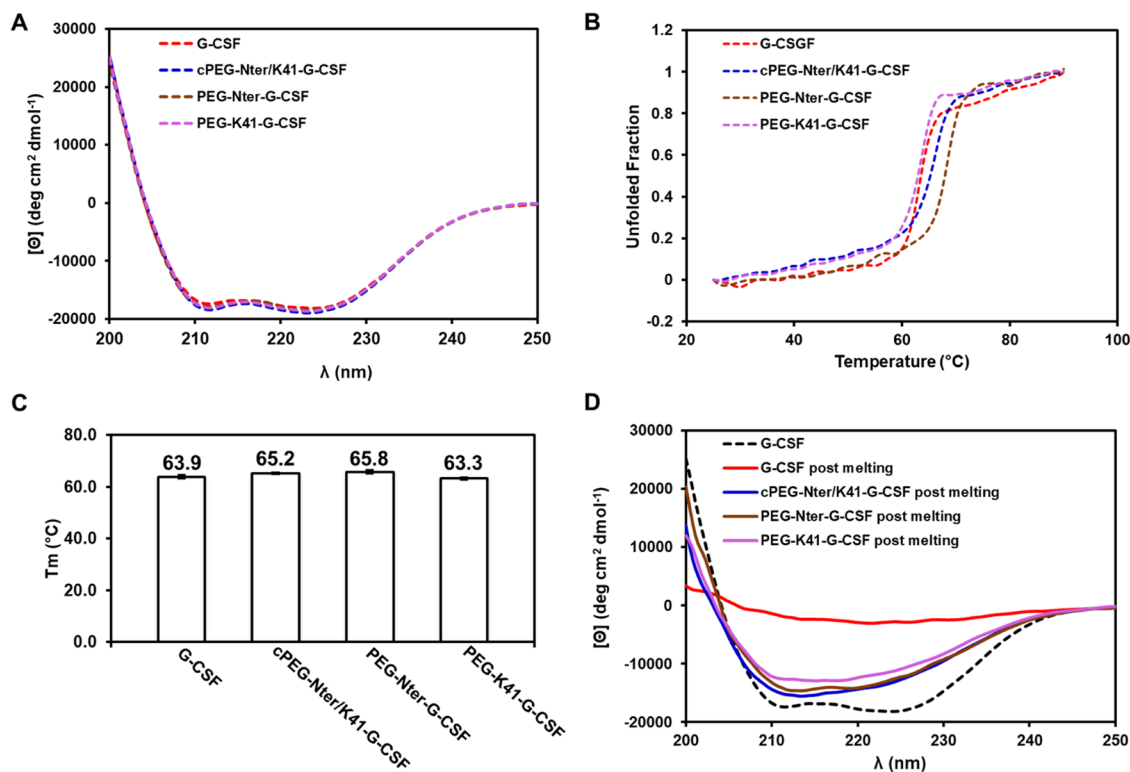 A
30000
20000
10000
0
-10000
-20000
[Θ] (deg cm² dmol⁻¹)
G-CSF
cPEG-Nter/K41-G-CSF
PEG-Nter-G-CSF
PEG-K41-G-CSF
200 210 220 230 240 250
λ (nm)
B
1.2
1
0.8
0.6
0.4
0.2
0
-0.2
Unfolded Fraction
G-CSGF
cPEG-Nter/K41-G-CSF
PEG-Nter-G-CSF
PEG-K41-G-CSF
20 40 60 80 100
Temperature (°C)
C
80.0
60.0
40.0
20.0
0.0
Tm (°C)
63.9 65.2 65.8 63.3
G-CSF
cPEG-Nter/K41-G-CSF
PEG-Nter-G-CSF
PEG-K41-G-CSF
D
30000
20000
10000
0
-10000
-20000
[Θ] (deg cm² dmol⁻¹)
G-CSF
G-CSF post melting
cPEG-Nter/K41-G-CSF post melting
PEG-Nter-G-CSF post melting
PEG-K41-G-CSF post melting
200 210 220 230 240 250
λ (nm)